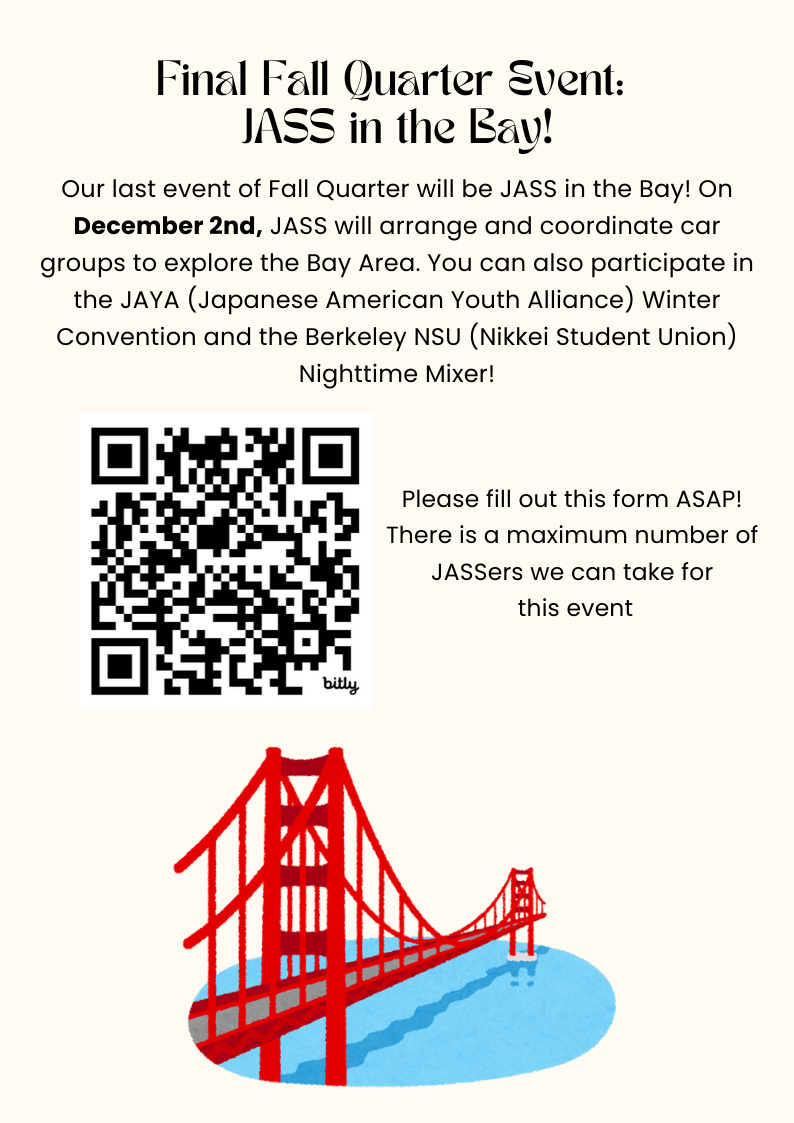 Final Fall Quarter Event:
JASS in the Bay!
Our last event of Fall Quarter will be JASS in the Bay! On
December 2nd, JASS will arrange and coordinate car
groups to explore the Bay Area. You can also participate in
the JAYA (Japanese American Youth Alliance) Winter
Convention and the Berkeley NSU (Nikkei Student Union)
Nighttime Mixer!
Please fill out this form ASAP!
There is a maximum number of
JASSers we can take for
this event
bitly